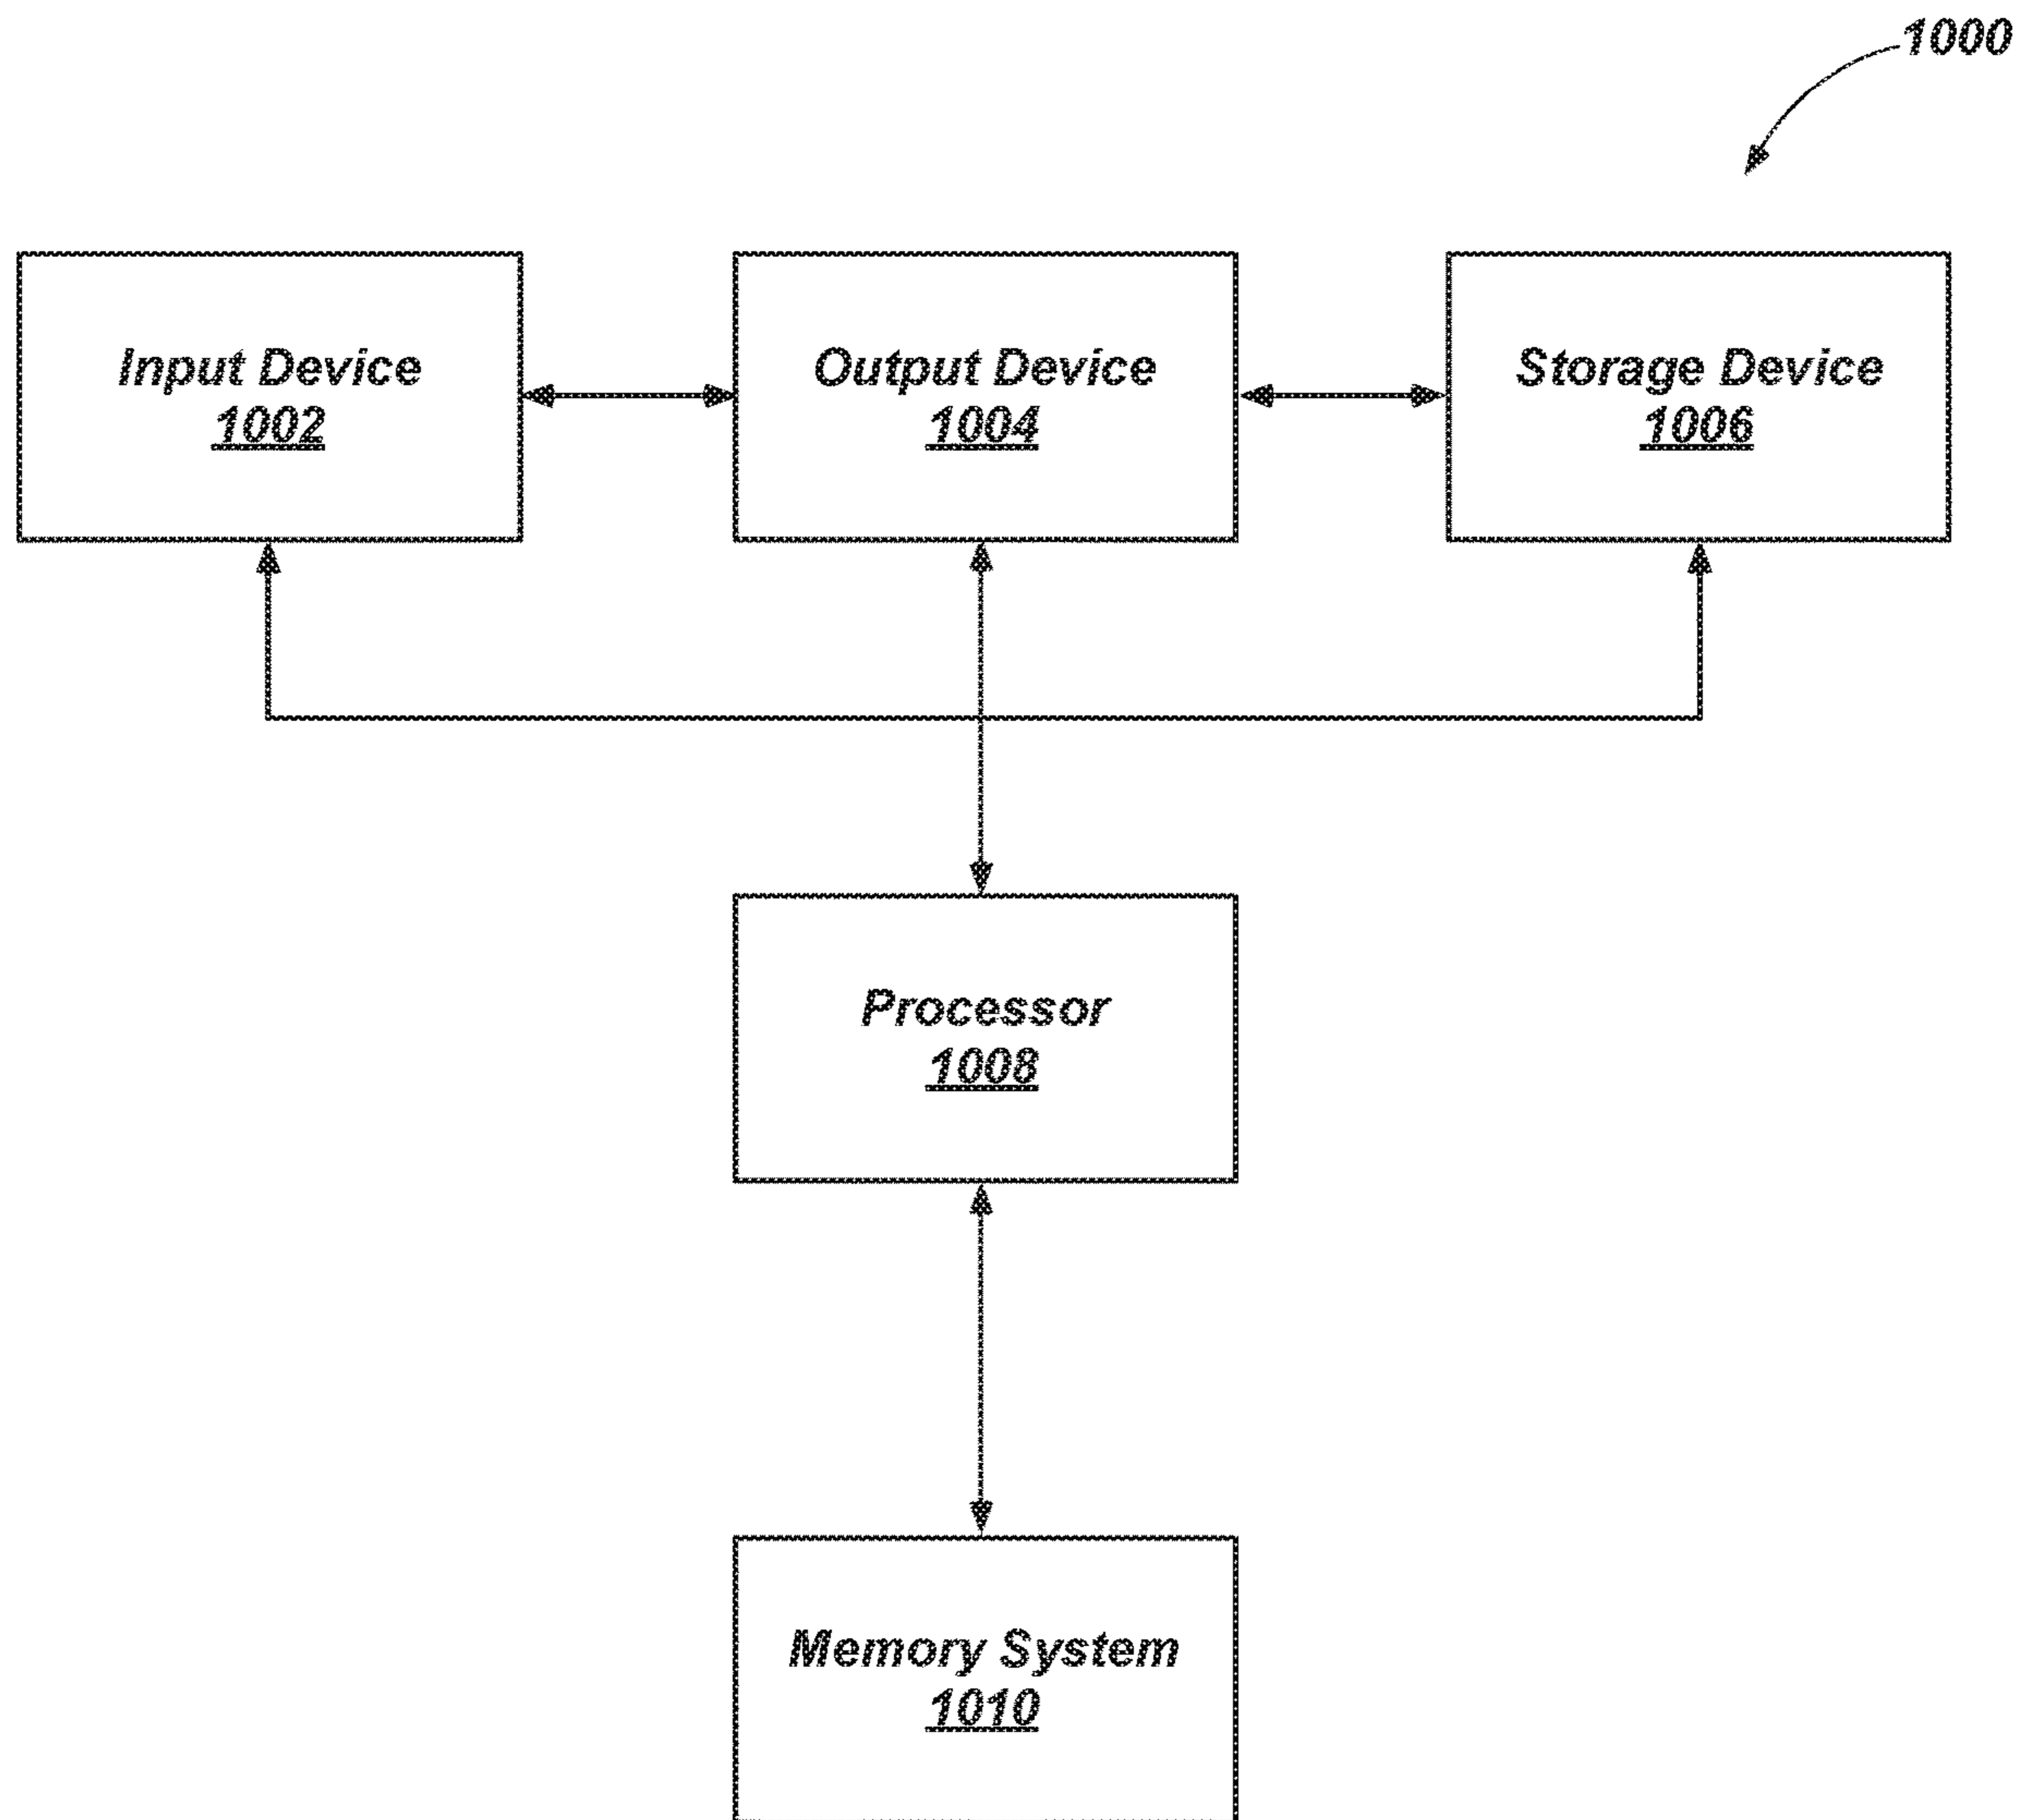 1000
Input Device
1002
Output Device
1004
Storage Device
1006
Processor
1008
Memory System
1010